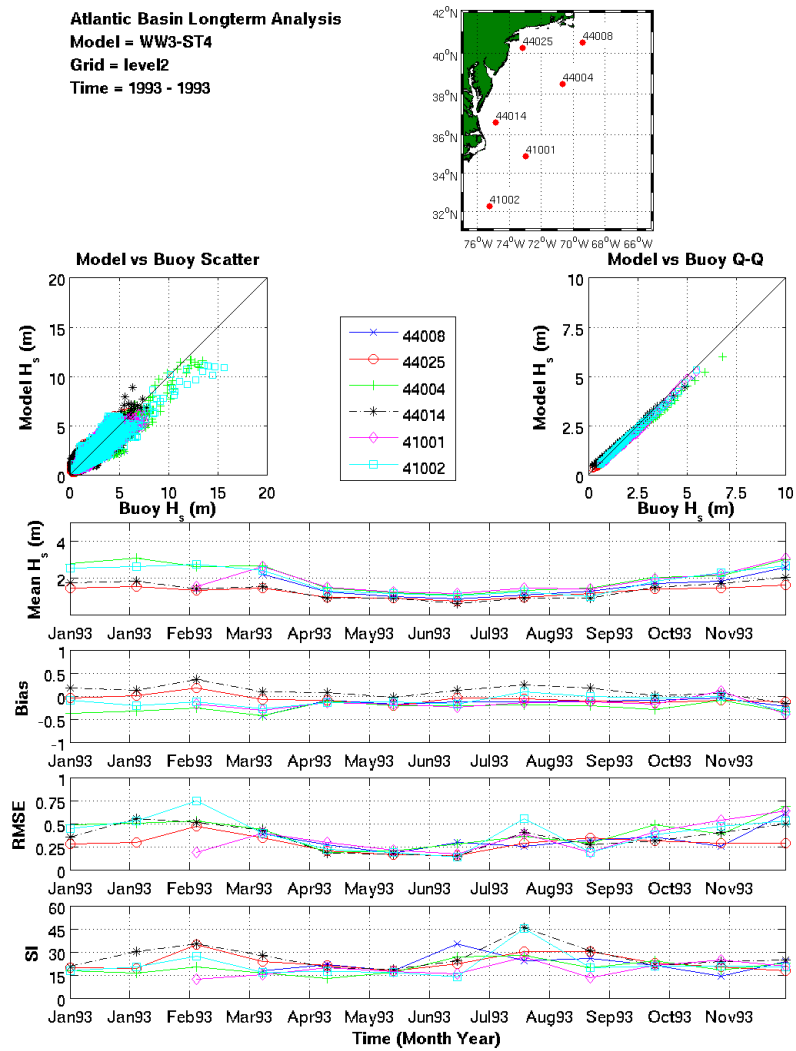 Atlantic Basin Longterm Analysis
Model = WW3-ST4
Grid = level2
Time = 1993 - 1993
42°N
40°N
38°N
36°N
34°N
32°N
44025
44008
44004
44014
41001
41002
76°W 74°W 72°W 70°W 68°W 66°W
Model vs Buoy Scatter
Model Hs (m)
20
15
10
5
0
0 5 10 15 20
Buoy Hs (m)
44008
44025
44004
44014
41001
41002
Model vs Buoy Q-Q
Model Hs (m)
10
7.5
5
2.5
0
0 2.5 5 7.5 10
Buoy Hs (m)
Mean Hs (m)
4
2
Jan93 Jan93 Feb93 Mar93 Apr93 May93 Jun93 Jul93 Aug93 Sep93 Oct93 Nov93
Bias
1
0.5
0
-0.5
-1
Jan93 Jan93 Feb93 Mar93 Apr93 May93 Jun93 Jul93 Aug93 Sep93 Oct93 Nov93
RMSE
1
0.75
0.5
0.25
0
Jan93 Jan93 Feb93 Mar93 Apr93 May93 Jun93 Jul93 Aug93 Sep93 Oct93 Nov93
SI
60
45
30
15
0
Jan93 Jan93 Feb93 Mar93 Apr93 May93 Jun93 Jul93 Aug93 Sep93 Oct93 Nov93
Time (Month Year)